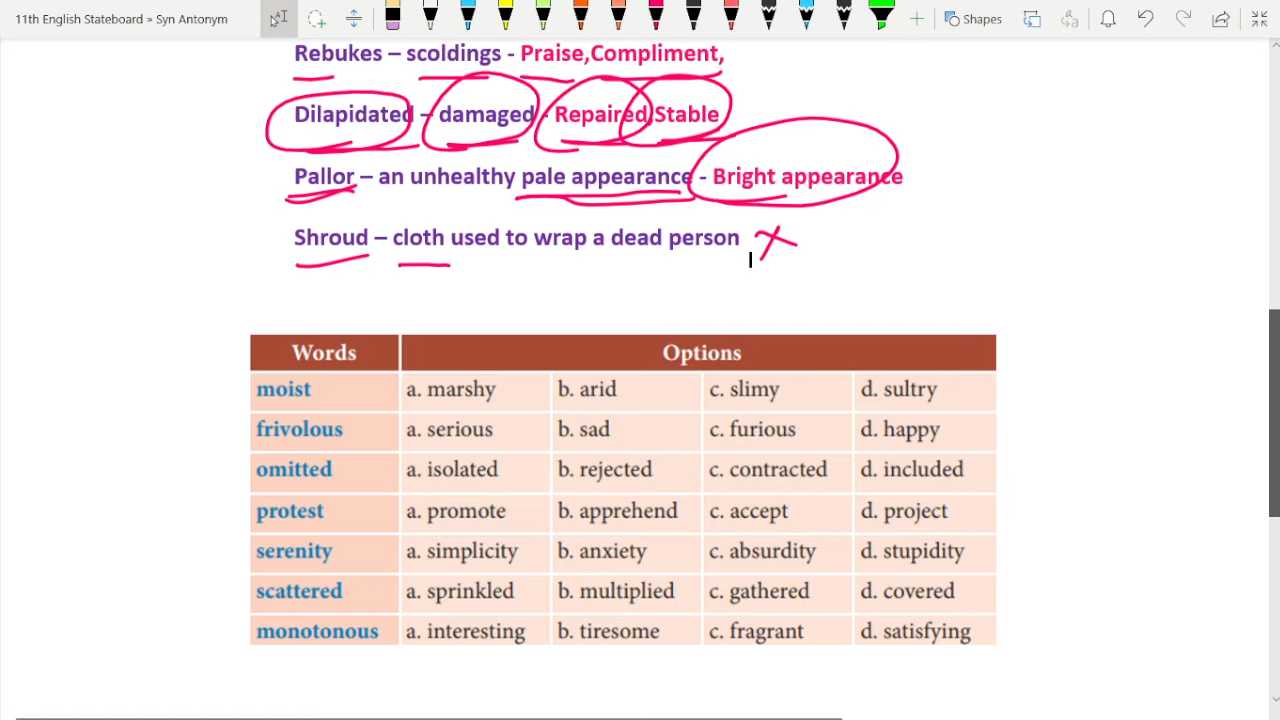 11th English Stateboard » Syn Antonym
Shapes
Rebukes – scoldings - Praise,Compliment,
Dilapidated – damaged - Repaired,Stable
Pallor – an unhealthy pale appearance - Bright appearance
Shroud – cloth used to wrap a dead person
Words Options
moist a. marshy b. arid c. slimy d. sultry
frivolous a. serious b. sad c. furious d. happy
omitted a. isolated b. rejected c. contracted d. included
protest a. promote b. apprehend c. accept d. project
serenity a. simplicity b. anxiety c. absurdity d. stupidity
scattered a. sprinkled b. multiplied c. gathered d. covered
monotonous a. interesting b. tiresome c. fragrant d. satisfying